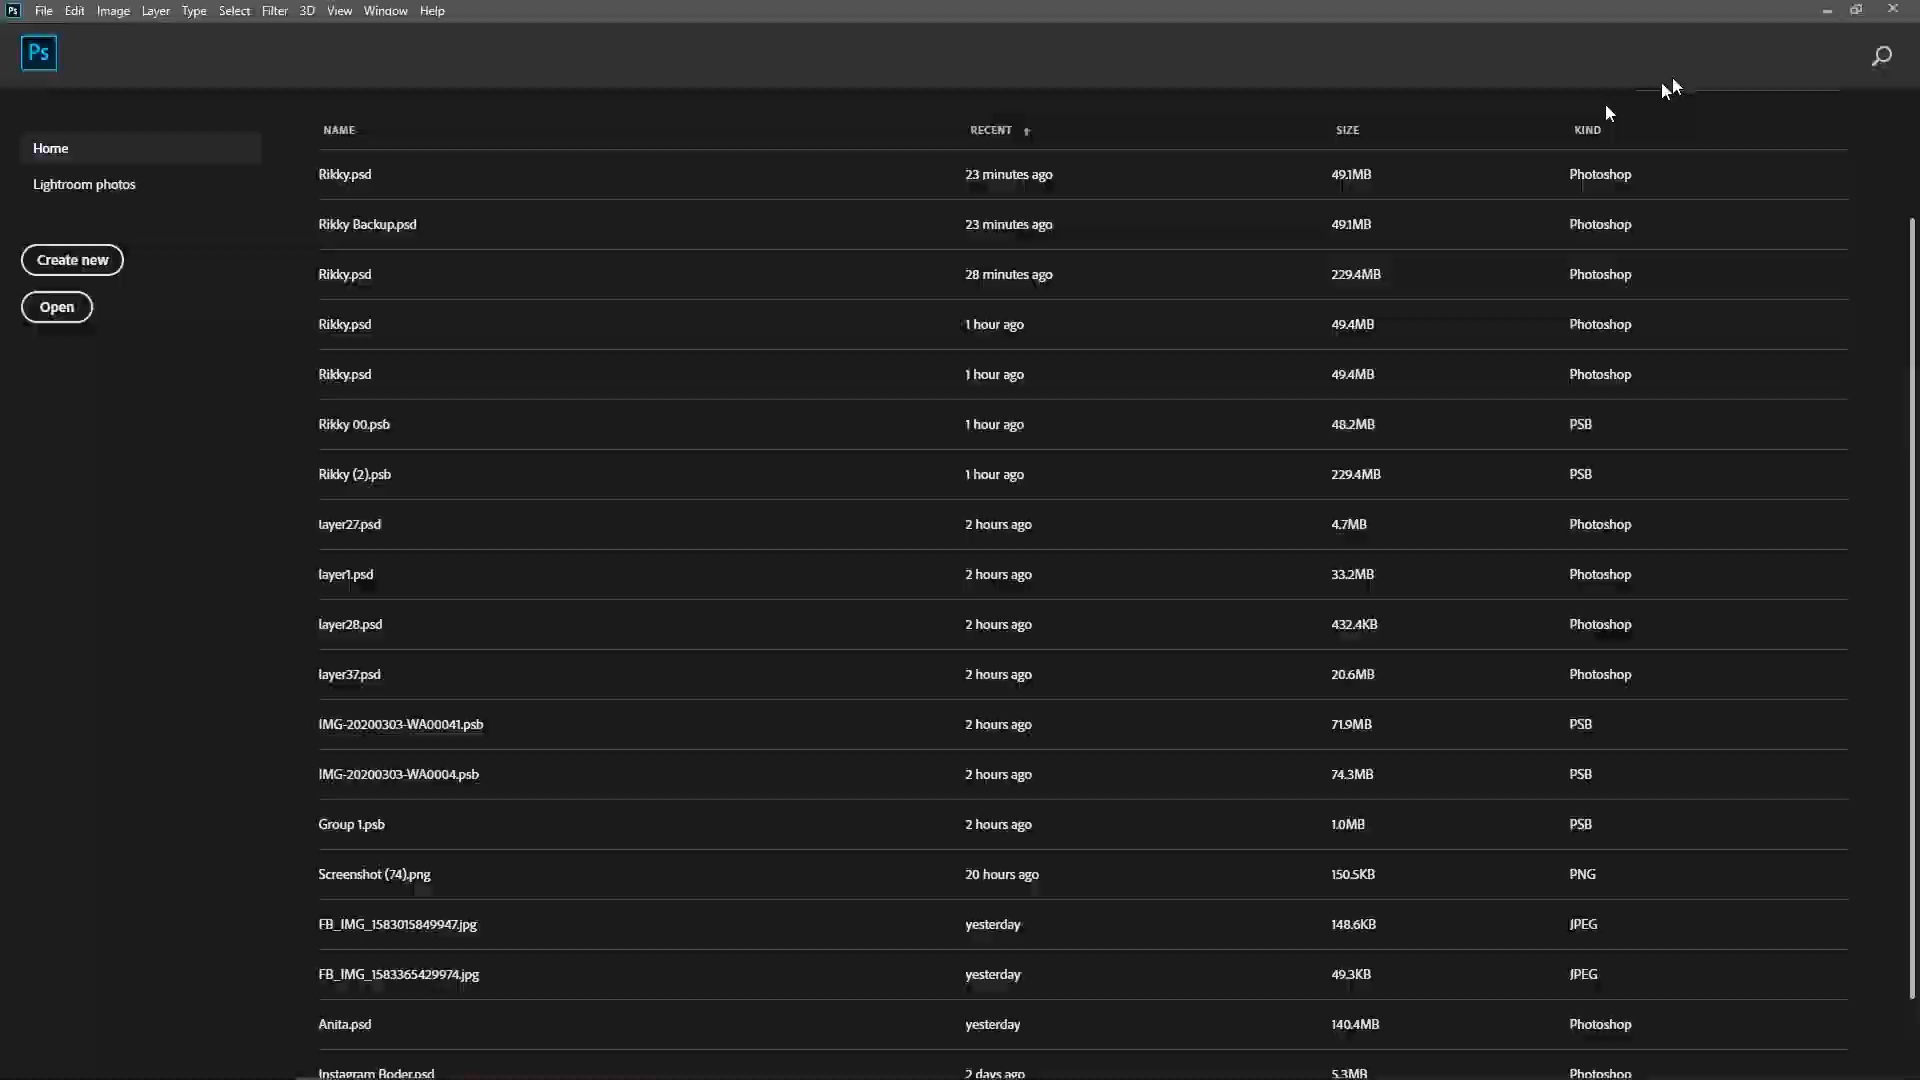 Ps File Edit Image Layer Type Select Filter 3D View Window Help
Ps
NAME RECENT SIZE KIND
Home
Lightroom photos
Create new
Open
Rikky.psd 23 minutes ago 49.1MB Photoshop
Rikky Backup.psd 23 minutes ago 49.1MB Photoshop
Rikky.psd 28 minutes ago 229.4MB Photoshop
Rikky.psd 1 hour ago 49.4MB Photoshop
Rikky.psd 1 hour ago 49.4MB Photoshop
Rikky 00.psb 1 hour ago 48.2MB PSB
Rikky (2).psb 1 hour ago 229.4MB PSB
layer27.psd 2 hours ago 4.7MB Photoshop
layer1.psd 2 hours ago 33.2MB Photoshop
layer28.psd 2 hours ago 432.4KB Photoshop
layer37.psd 2 hours ago 20.6MB Photoshop
IMG-20200303-WA00041.psb 2 hours ago 71.9MB PSB
IMG-20200303-WA0004.psb 2 hours ago 74.3MB PSB
Group 1.psb 2 hours ago 1.0MB PSB
Screenshot (74).png 20 hours ago 150.5KB PNG
FB_IMG_1583015849947.jpg yesterday 148.6KB JPEG
FB_IMG_1583365429974.jpg yesterday 49.3KB JPEG
Anita.psd yesterday 140.4MB Photoshop
Instagram Boder.psd 2 days ago 5.3MB Photoshop